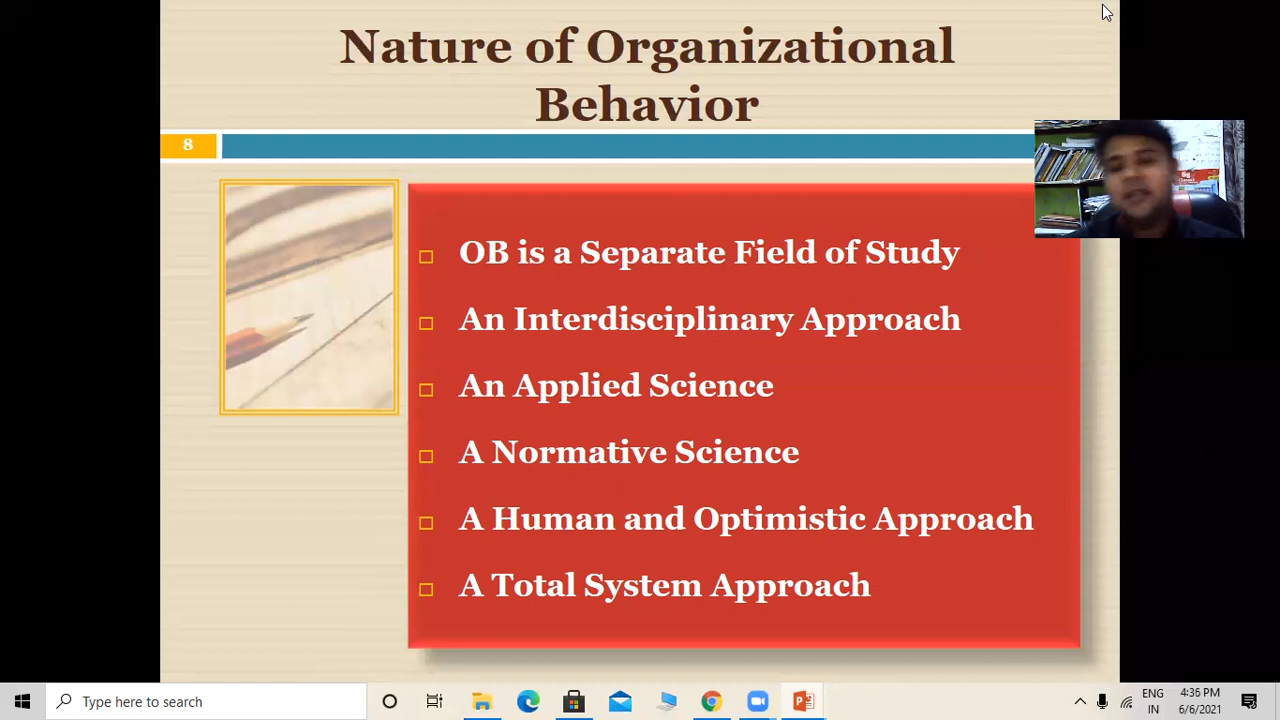 Nature of Organizational
Behavior
8
OB is a Separate Field of Study
An Interdisciplinary Approach
An Applied Science
A Normative Science
A Human and Optimistic Approach
A Total System Approach
Type here to search
ENG
IN
4:36 PM
6/6/2021